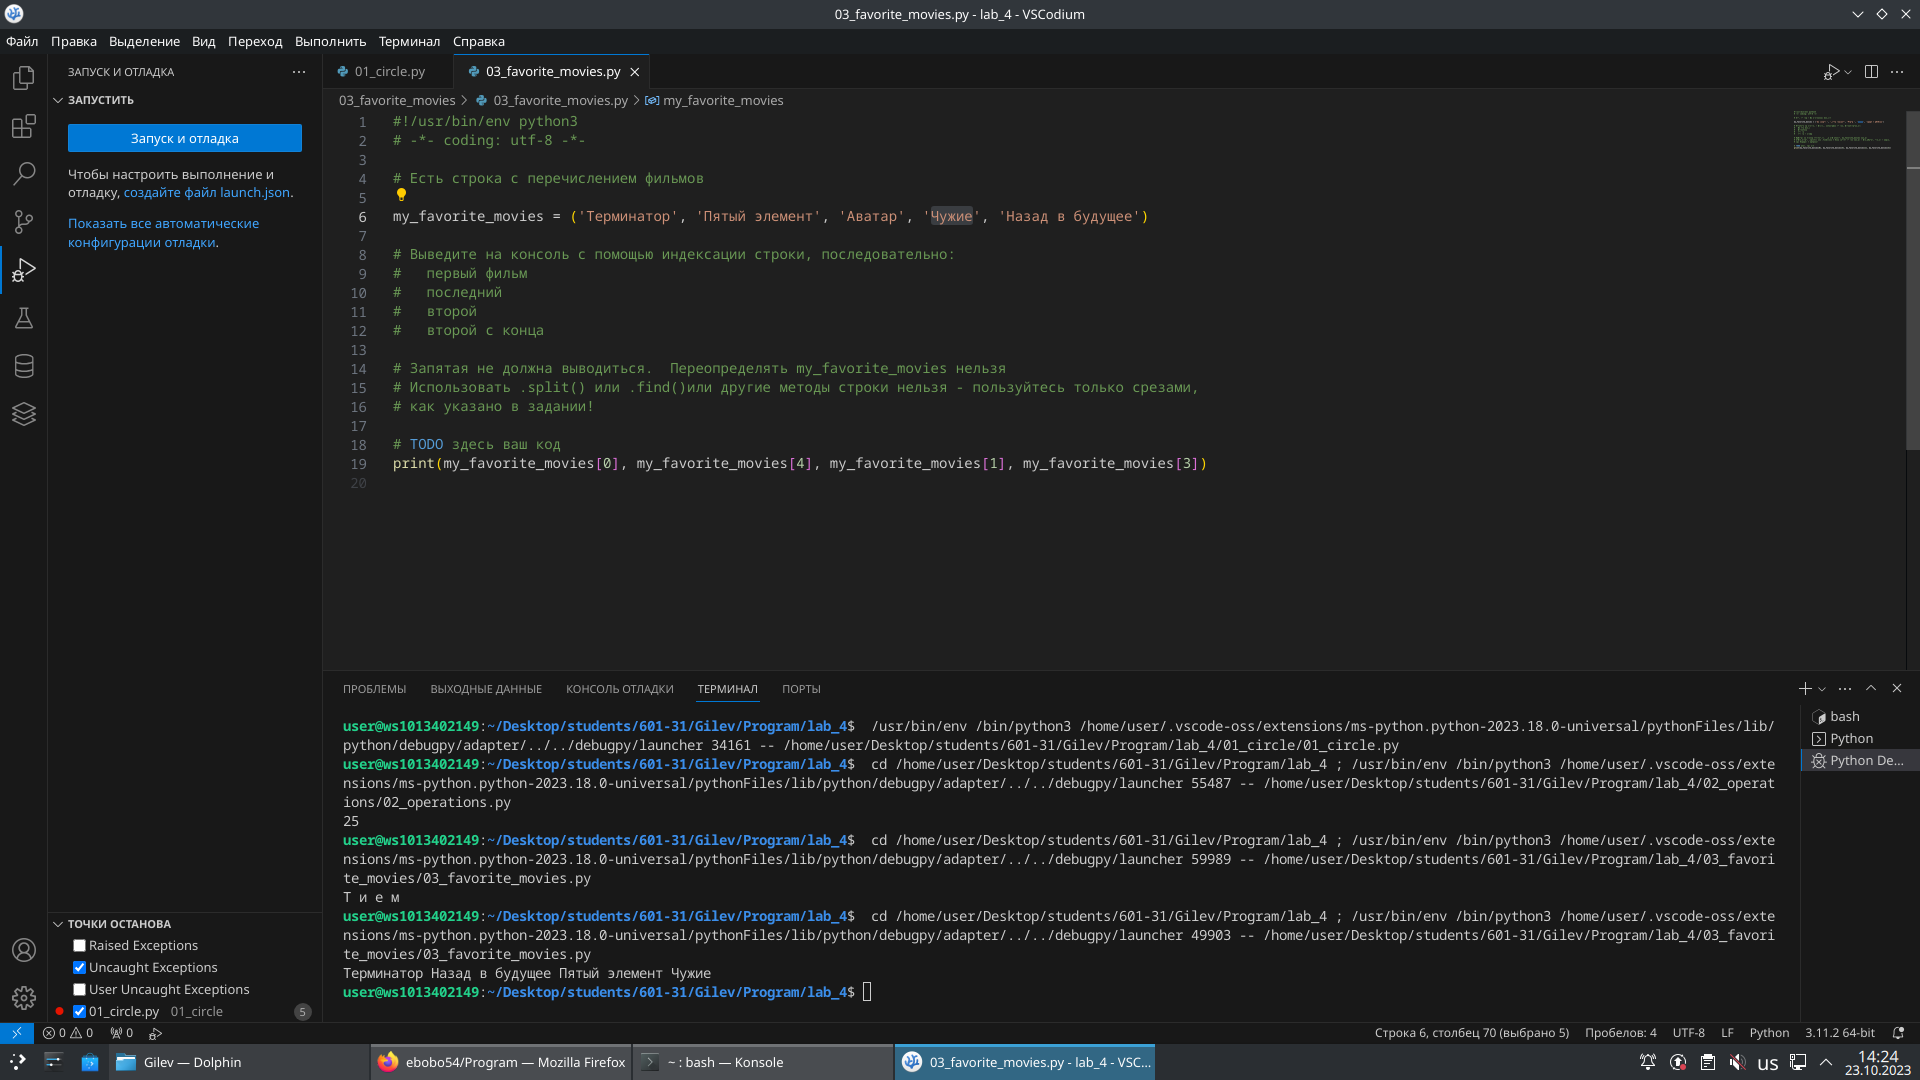 03_favorite_movies.py - lab_4 - VSCodium
Файл Правка Выделение Вид Переход Выполнить Терминал Справка
ЗАПУСК И ОТЛАДКА
01_circle.py
03_favorite_movies.py
ЗАПУСТИТЬ
Запуск и отладка
Чтобы настроить выполнение и
отладку, создайте файл launch.json.
Показать все автоматические
конфигурации отладки.
03_favorite_movies > 03_favorite_movies.py > my_favorite_movies
1 #!/usr/bin/env python3
2 # -*- coding: utf-8 -*-
3
4 # Есть строка с перечислением фильмов
5
6 my_favorite_movies = ('Терминатор', 'Пятый элемент', 'Аватар', 'Чужие', 'Назад в будущее')
7
8 # Выведите на консоль с помощью индексации строки, последовательно:
9 #   первый фильм
10 #   последний
11 #   второй
12 #   второй с конца
13
14 # Запятая не должна выводиться.  Переопределять my_favorite_movies нельзя
15 # Использовать .split() или .find()или другие методы строки нельзя - пользуйтесь только срезами,
16 # как указано в задании!
17
18 # TODO здесь ваш код
19 print(my_favorite_movies[0], my_favorite_movies[4], my_favorite_movies[1], my_favorite_movies[3])
20
ПРОБЛЕМЫ ВЫХОДНЫЕ ДАННЫЕ КОНСОЛЬ ОТЛАДКИ ТЕРМИНАЛ ПОРТЫ
user@ws1013402149:~/Desktop/students/601-31/Gilev/Program/lab_4$  /usr/bin/env /bin/python3 /home/user/.vscode-oss/extensions/ms-python.python-2023.18.0-universal/pythonFiles/lib/
python/debugpy/adapter/../../debugpy/launcher 34161 -- /home/user/Desktop/students/601-31/Gilev/Program/lab_4/01_circle/01_circle.py
user@ws1013402149:~/Desktop/students/601-31/Gilev/Program/lab_4$  cd /home/user/Desktop/students/601-31/Gilev/Program/lab_4 ; /usr/bin/env /bin/python3 /home/user/.vscode-oss/exte
nsions/ms-python.python-2023.18.0-universal/pythonFiles/lib/python/debugpy/adapter/../../debugpy/launcher 55487 -- /home/user/Desktop/students/601-31/Gilev/Program/lab_4/02_operat
ions/02_operations.py
25
user@ws1013402149:~/Desktop/students/601-31/Gilev/Program/lab_4$  cd /home/user/Desktop/students/601-31/Gilev/Program/lab_4 ; /usr/bin/env /bin/python3 /home/user/.vscode-oss/exte
nsions/ms-python.python-2023.18.0-universal/pythonFiles/lib/python/debugpy/adapter/../../debugpy/launcher 59989 -- /home/user/Desktop/students/601-31/Gilev/Program/lab_4/03_favori
te_movies/03_favorite_movies.py
Т и е м
user@ws1013402149:~/Desktop/students/601-31/Gilev/Program/lab_4$  cd /home/user/Desktop/students/601-31/Gilev/Program/lab_4 ; /usr/bin/env /bin/python3 /home/user/.vscode-oss/exte
nsions/ms-python.python-2023.18.0-universal/pythonFiles/lib/python/debugpy/adapter/../../debugpy/launcher 49903 -- /home/user/Desktop/students/601-31/Gilev/Program/lab_4/03_favori
te_movies/03_favorite_movies.py
Терминатор Назад в будущее Пятый элемент Чужие
user@ws1013402149:~/Desktop/students/601-31/Gilev/Program/lab_4$
bash
Python
Python De...
ТОЧКИ ОСТАНОВА
Raised Exceptions
Uncaught Exceptions
User Uncaught Exceptions
01_circle.py 01_circle 5
0 0 0
Строка 6, столбец 70 (выбрано 5) Пробелов: 4 UTF-8 LF Python 3.11.2 64-bit
Gilev — Dolphin
ebobo54/Program — Mozilla Firefox
~ : bash — Konsole
03_favorite_movies.py - lab_4 - VSC...
us
14:24
23.10.2023